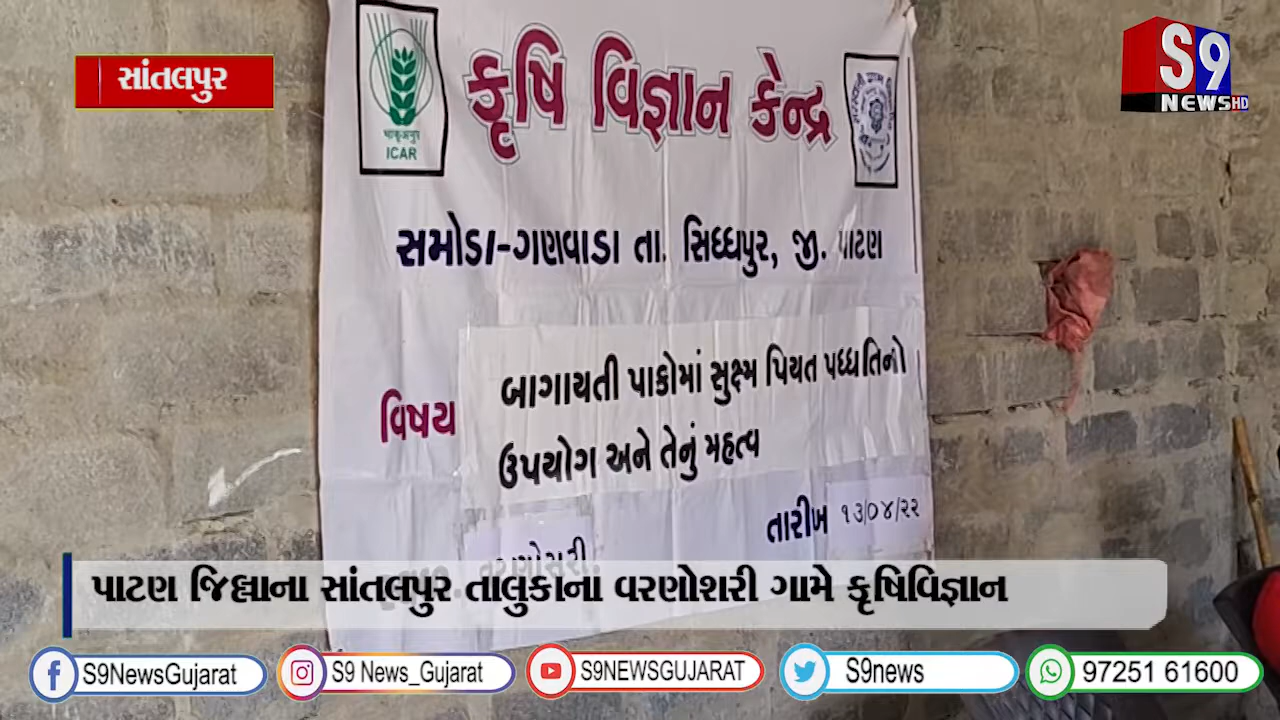 સાંતલપુર
S9
NEWS HD
ICAR
કૃષિ વિજ્ઞાન કેન્દ્ર
સમોડા-ગણવાડા તા. સિધ્ધપુર, જી. પાટણ
વિષય
બાગાયતી પાકોમાં સુક્ષ્મ પિયત પધ્ધતિનો
ઉપયોગ અને તેનું મહત્વ
તારીખ ૧૩/૦૪/૨૨
પાટણ જિલ્લાના સાંતલપુર તાલુકાના વરણોશરી ગામે કૃષિવિજ્ઞાન
S9NewsGujarat
S9 News_Gujarat
S9NEWSGUJARAT
S9news
97251 61600